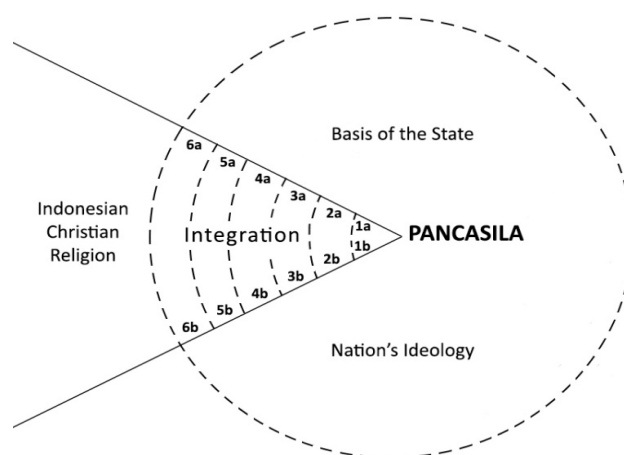 Basis of the State
6a
5a
4a
3a
2a
1a
Indonesian
Christian
Religion
Integration
PANCASILA
1b
2b
3b
4b
5b
6b
Nation's Ideology